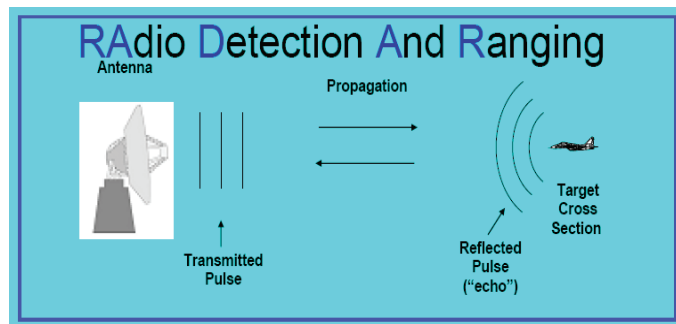 RAdio Detection And Ranging
Antenna
Propagation
Target
Cross
Section
Transmitted
Pulse
Reflected
Pulse
(“echo”)